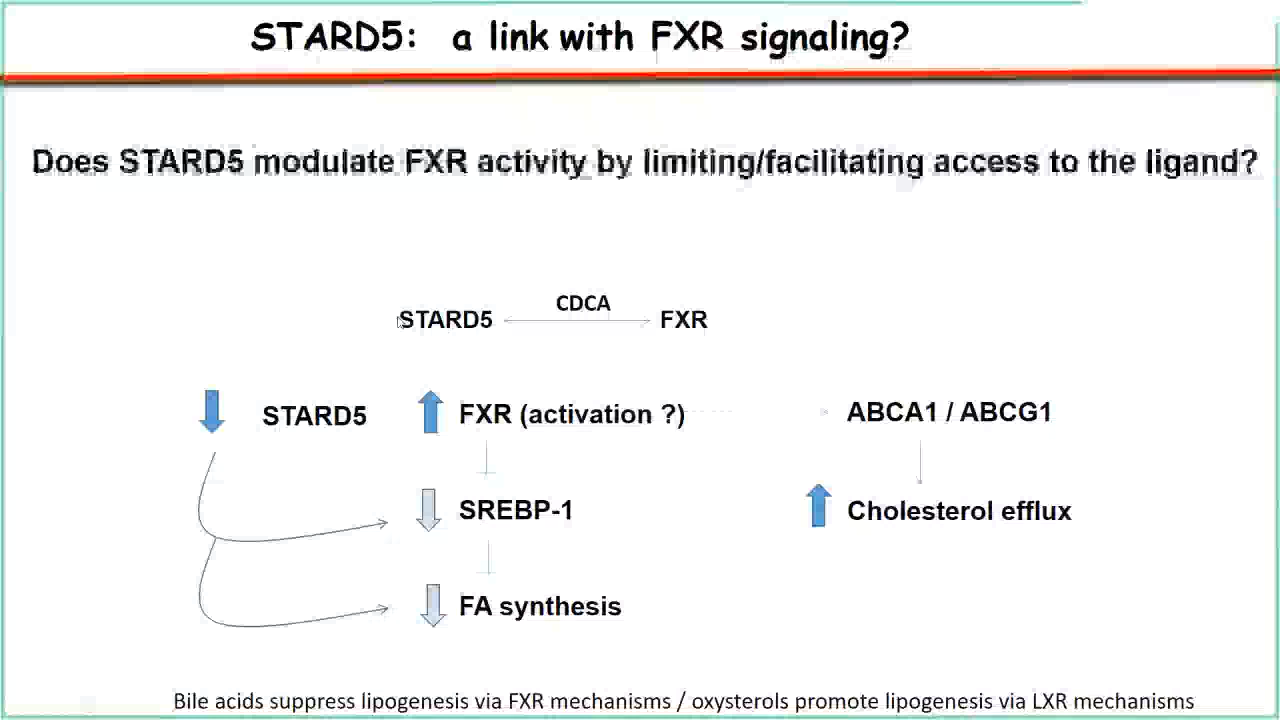 STARD5: a link with FXR signaling?
Does STARD5 modulate FXR activity by limiting/facilitating access to the ligand?
CDCA
STARD5 FXR
STARD5 FXR (activation ?) ABCA1 / ABCG1
SREBP-1 Cholesterol efflux
FA synthesis
Bile acids suppress lipogenesis via FXR mechanisms / oxysterols promote lipogenesis via LXR mechanisms